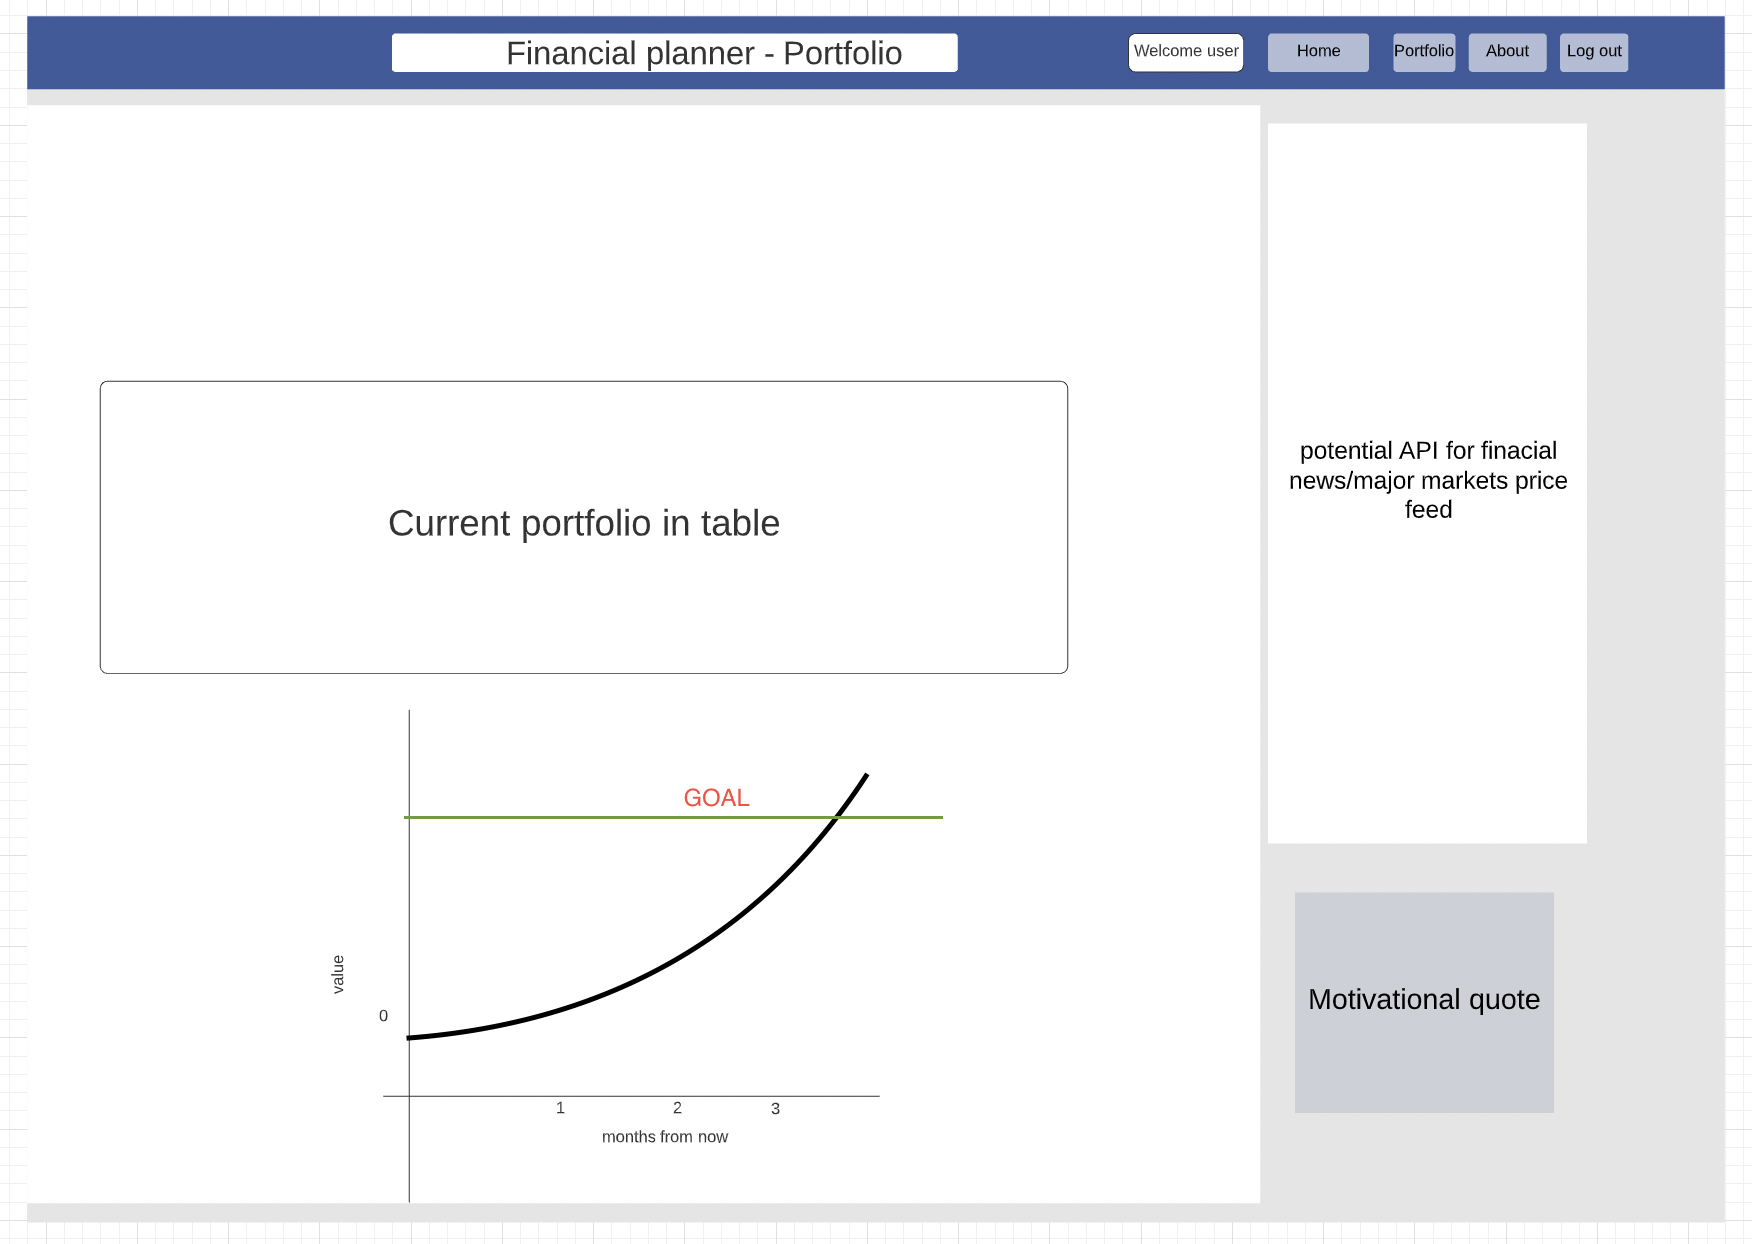 Financial planner - Portfolio
Welcome user
Home
Portfolio
About
Log out
Current portfolio in table
potential API for finacial
news/major markets price
feed
GOAL
value
0
1
2
3
months from now
Motivational quote